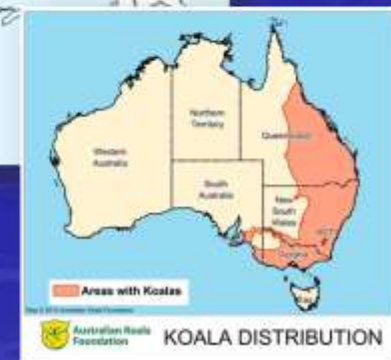 Northern
Territory
Queensland
Western
Australia
South
Australia
New
South
Wales
ACT
Victoria
Areas with Koalas
Australian Koala
Foundation
KOALA DISTRIBUTION